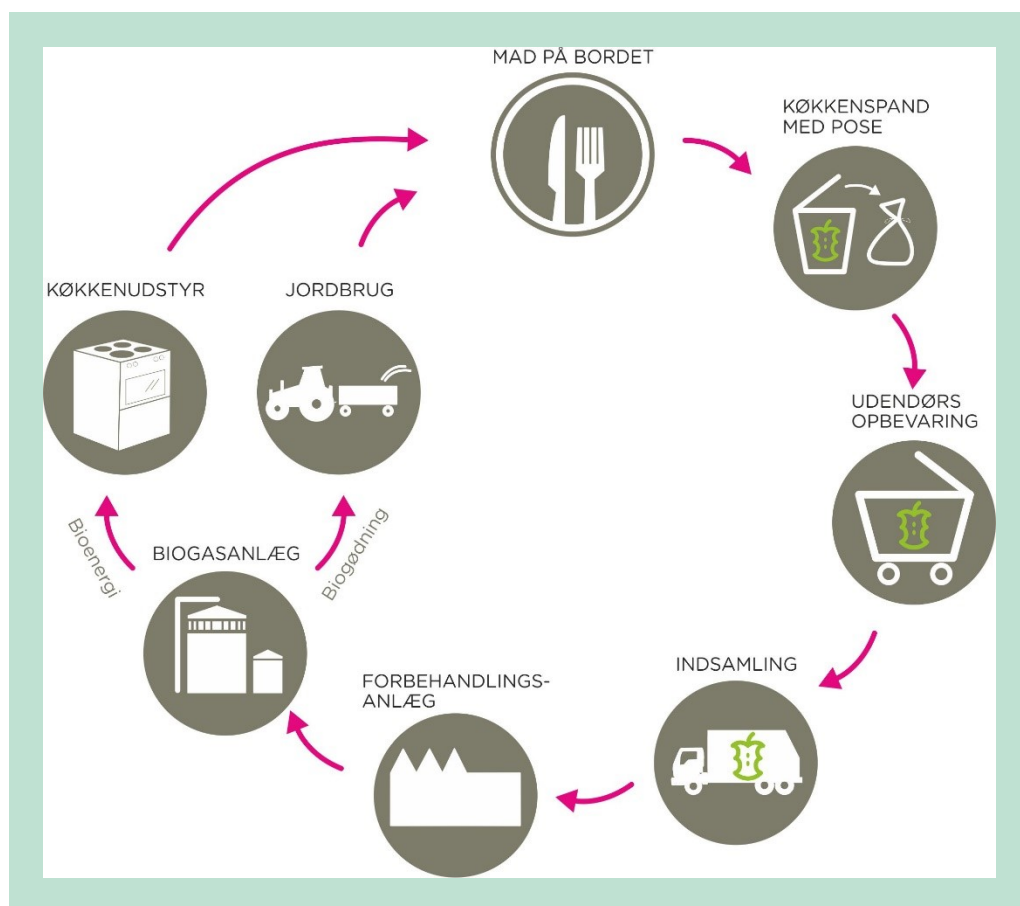 MAD PÅ BORDET
KØKKENSPAND
MED POSE
UDENDØRS
OPBEVARING
INDSAMLING
FORBEHANDLINGS-
ANLÆG
BIOGASANLÆG
Bioenergi
Biogødning
KØKKENUDSTYR
JORDBRUG